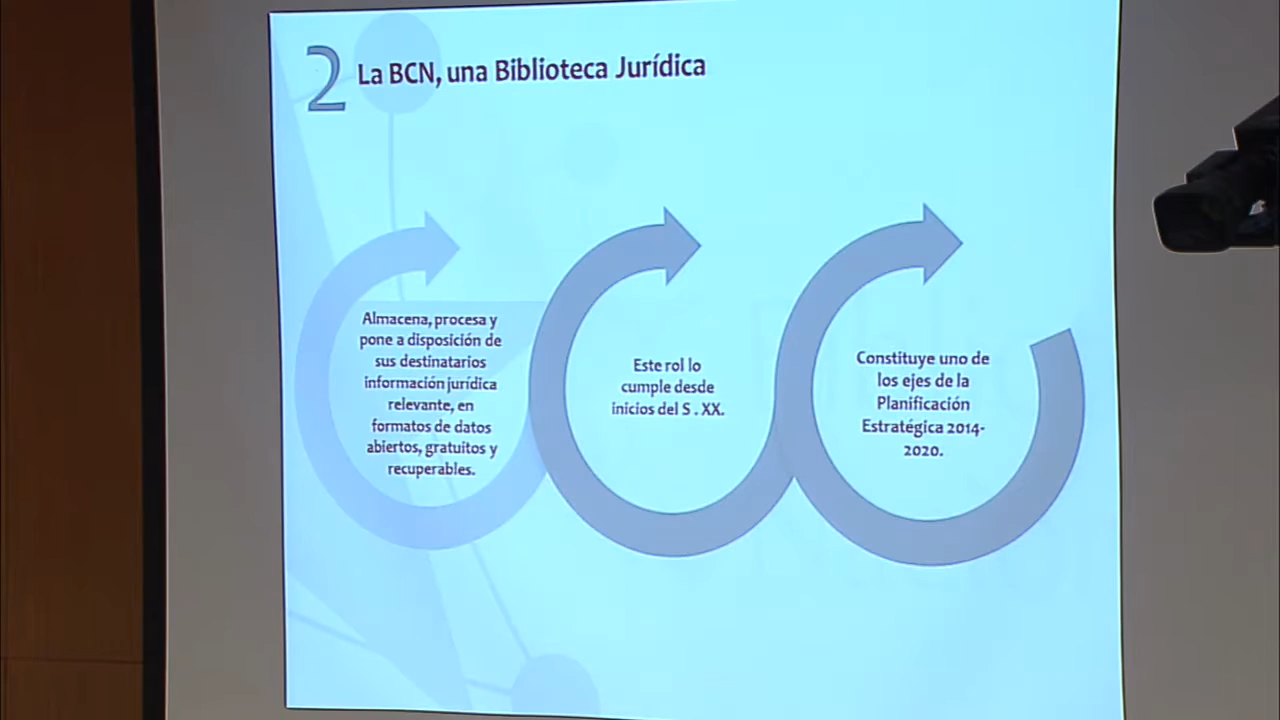 2 La BCN, una Biblioteca Jurídica
Almacena, procesa y
pone a disposición de
sus destinatarios
información jurídica
relevante, en
formatos de datos
abiertos, gratuitos y
recuperables.
Este rol lo
cumple desde
inicios del S . XX.
Constituye uno de
los ejes de la
Planificación
Estratégica 2014-
2020.